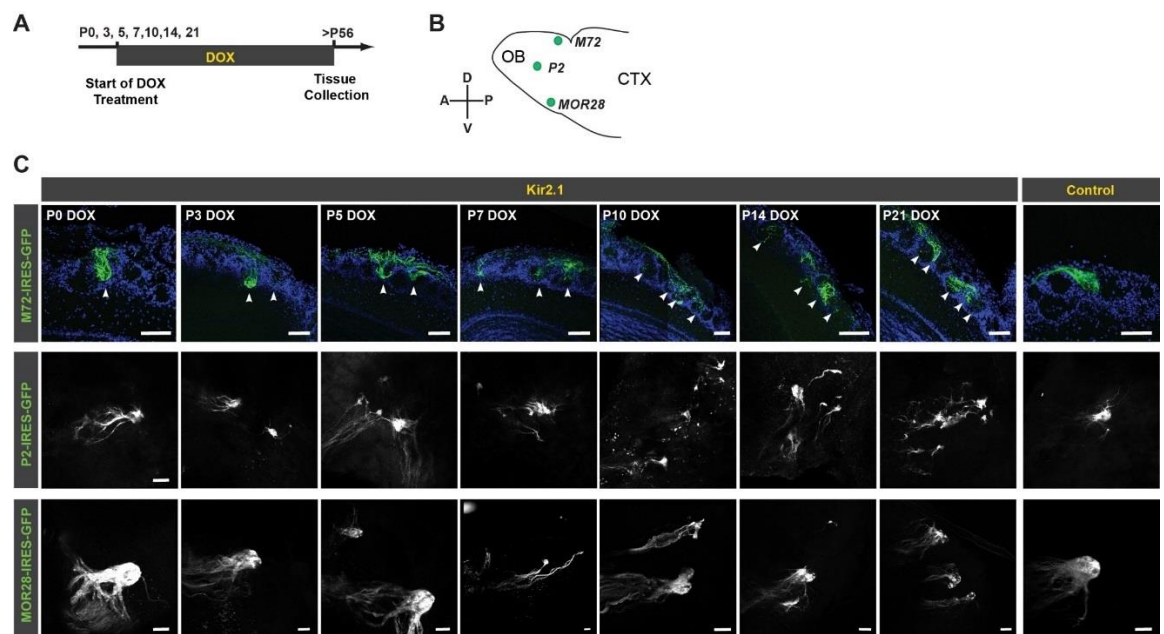 A
P0, 3, 5, 7,10,14, 21
>P56
DOX
Start of DOX
Treatment
Tissue
Collection
B
M72
OB
P2
CTX
D
A
P
V
MOR28
C
Kir2.1
Control
M72-IRES-GFP
P0 DOX
P3 DOX
P5 DOX
P7 DOX
P10 DOX
P14 DOX
P21 DOX
P2-IRES-GFP
MOR28-IRES-GFP